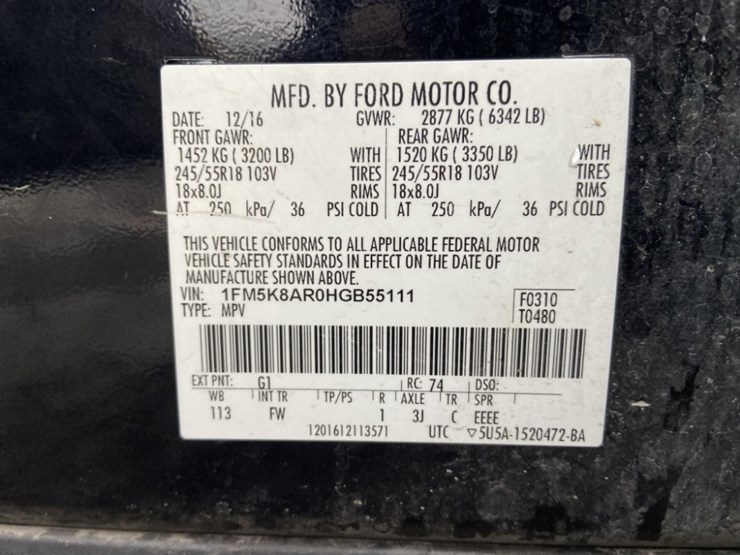 MFD. BY FORD MOTOR CO.
DATE: 12/16 GVWR: 2877 KG ( 6342 LB)
FRONT GAWR: REAR GAWR:
1452 KG ( 3200 LB) WITH 1520 KG ( 3350 LB) WITH
245/55R18 103V TIRES 245/55R18 103V TIRES
18x8.0J RIMS 18x8.0J RIMS
AT 250 kPa/ 36 PSI COLD AT 250 kPa/ 36 PSI COLD
THIS VEHICLE CONFORMS TO ALL APPLICABLE FEDERAL MOTOR
VEHICLE SAFETY STANDARDS IN EFFECT ON THE DATE OF
MANUFACTURE SHOWN ABOVE.
VIN: 1FM5K8AR0HGB55111 F0310
TYPE: MPV T0480
EXT PNT: G1 RC: 74 DSO:
WB INT TR TP/PS R AXLE TR SPR
113 FW 1 3J C EEEE
1201612113571 UTC ▽5U5A-1520472-BA